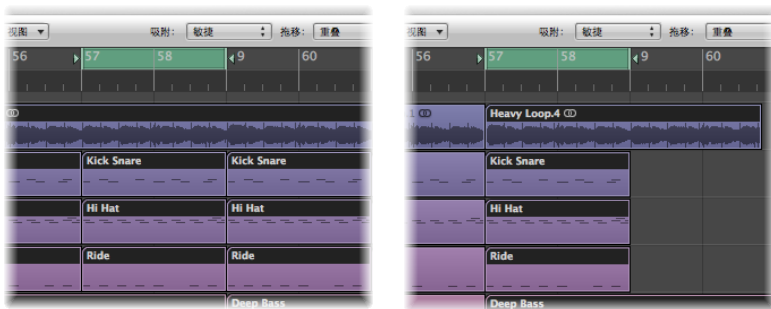 视图 吸附: 敏捷 拖移: 重叠
56 57 58 9 60
Kick Snare Kick Snare
Hi Hat Hi Hat
Ride Ride
Deep Bass
视图 吸附: 敏捷 拖移: 重叠
56 57 58 9 60
Heavy Loop.4
Kick Snare
Hi Hat
Ride
Deep Bass